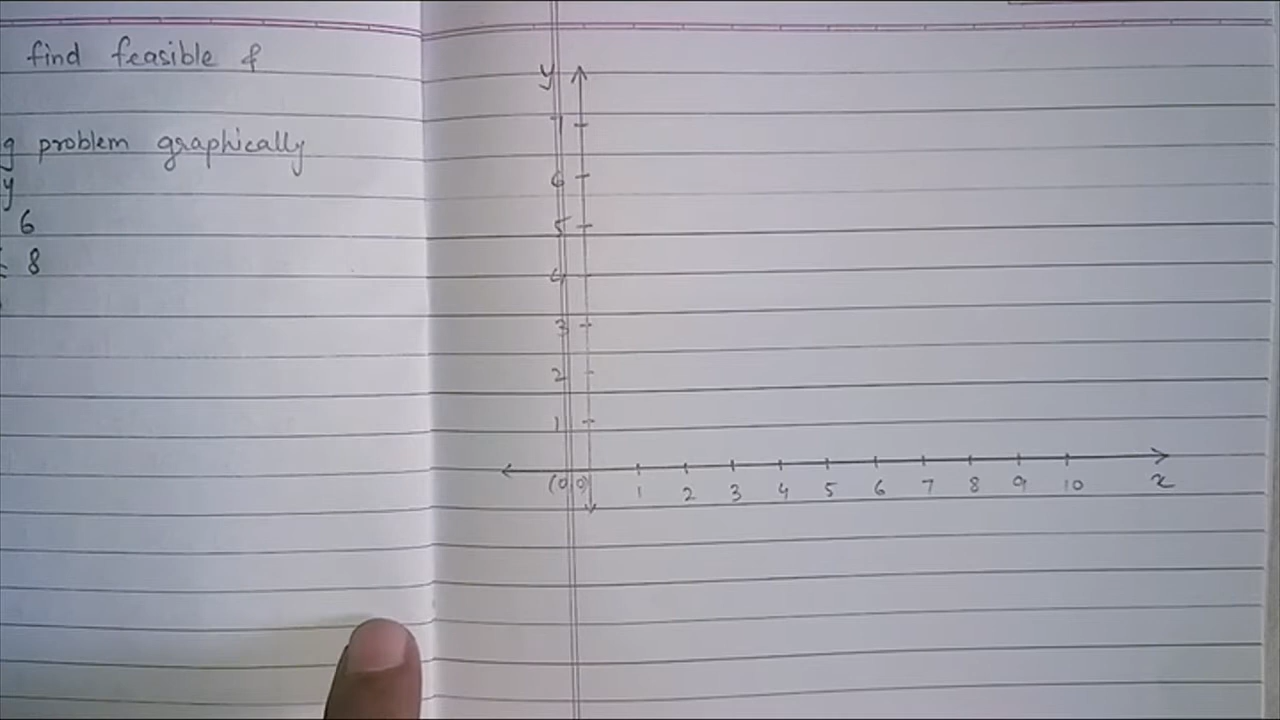 find feasible &
g problem graphically
y
6
≤ 8
y
7
6
5
4
3
2
1
(0,0) 1 2 3 4 5 6 7 8 9 10 x